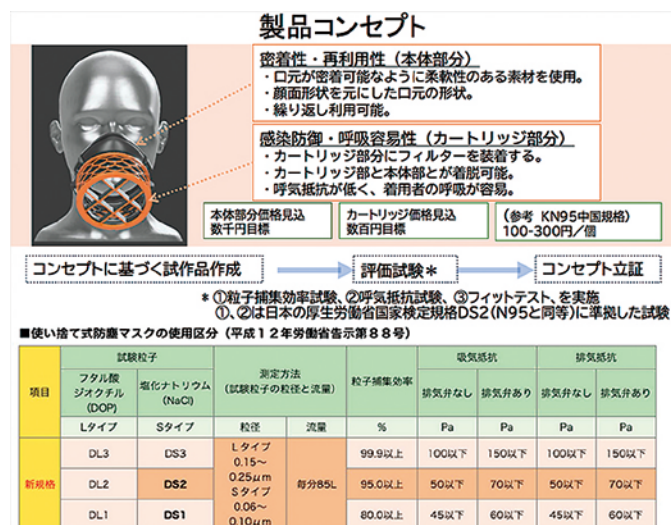 製品コンセプト
密着性・再利用性（本体部分）
・口元が密着可能なように柔軟性のある素材を使用。
・顔面形状を元にした口元の形状。
・繰り返し利用可能。
感染防御・呼吸容易性（カートリッジ部分）
・カートリッジ部分にフィルターを装着する。
・カートリッジ部と本体部とが着脱可能。
・呼気抵抗が低く、着用者の呼吸が容易。
本体部分価格見込
数千円目標
カートリッジ価格見込
数百円目標
（参考 KN95中国規格）
100-300円／個
コンセプトに基づく試作品作成
評価試験＊
コンセプト立証
＊①粒子捕集効率試験、②呼気抵抗試験、③フィットテスト、を実施
①、②は日本の厚生労働省国家検定規格DS2（N95と同等）に準拠した試験
■使い捨て式防塵マスクの使用区分（平成１２年労働省告示第８８号）
項目 試験粒子 測定方法 （試験粒子の粒径と流量） 粒子捕集効率 吸気抵抗 排気抵抗
フタル酸 ジオクチル (DOP) 塩化ナトリウム (NaCl) 排気弁なし 排気弁あり 排気弁なし 排気弁あり
Lタイプ Sタイプ 粒径 流量 % Pa Pa Pa Pa
新規格
DL3 DS3 99.9以上 100以下 150以下 100以下 150以下
DL2 DS2 95.0以上 50以下 70以下 50以下 70以下
DL1 DS1 80.0以上 45以下 60以下 45以下 60以下
Lタイプ
0.15〜
0.25μm
Sタイプ
0.06〜
0.10μm
毎分85L